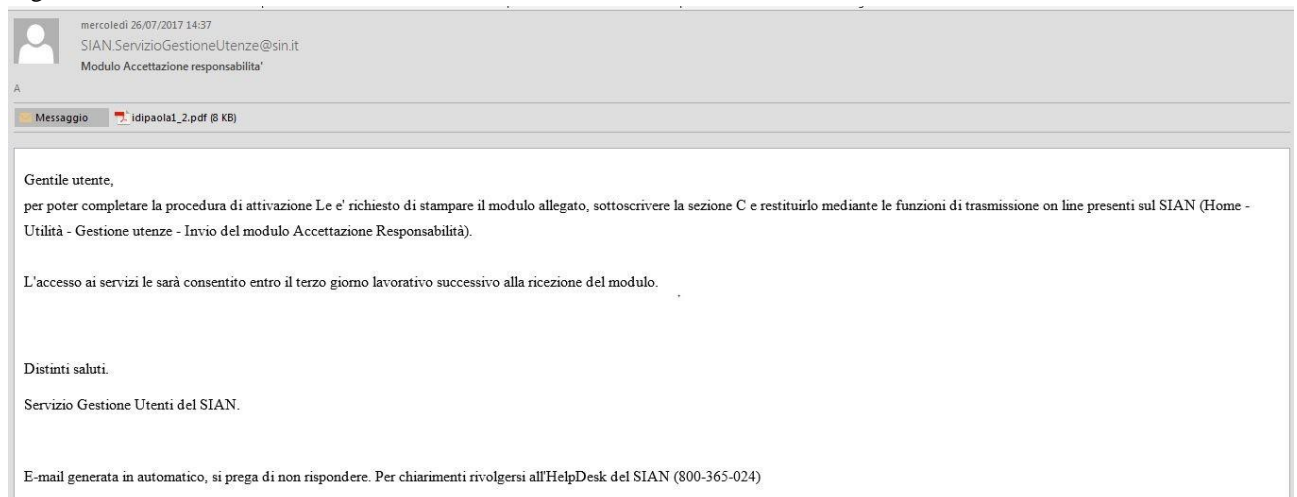 mercoledì 26/07/2017 14:37
SIAN.ServizioGestioneUtenze@sin.it
Modulo Accettazione responsabilita'
A
Messaggio idipaola1_2.pdf (8 KB)
Gentile utente,
per poter completare la procedura di attivazione Le e' richiesto di stampare il modulo allegato, sottoscrivere la sezione C e restituirlo mediante le funzioni di trasmissione on line presenti sul SIAN (Home -
Utilità - Gestione utenze - Invio del modulo Accettazione Responsabilità).
L'accesso ai servizi le sarà consentito entro il terzo giorno lavorativo successivo alla ricezione del modulo.
Distinti saluti.
Servizio Gestione Utenti del SIAN.
E-mail generata in automatico, si prega di non rispondere. Per chiarimenti rivolgersi all'HelpDesk del SIAN (800-365-024)